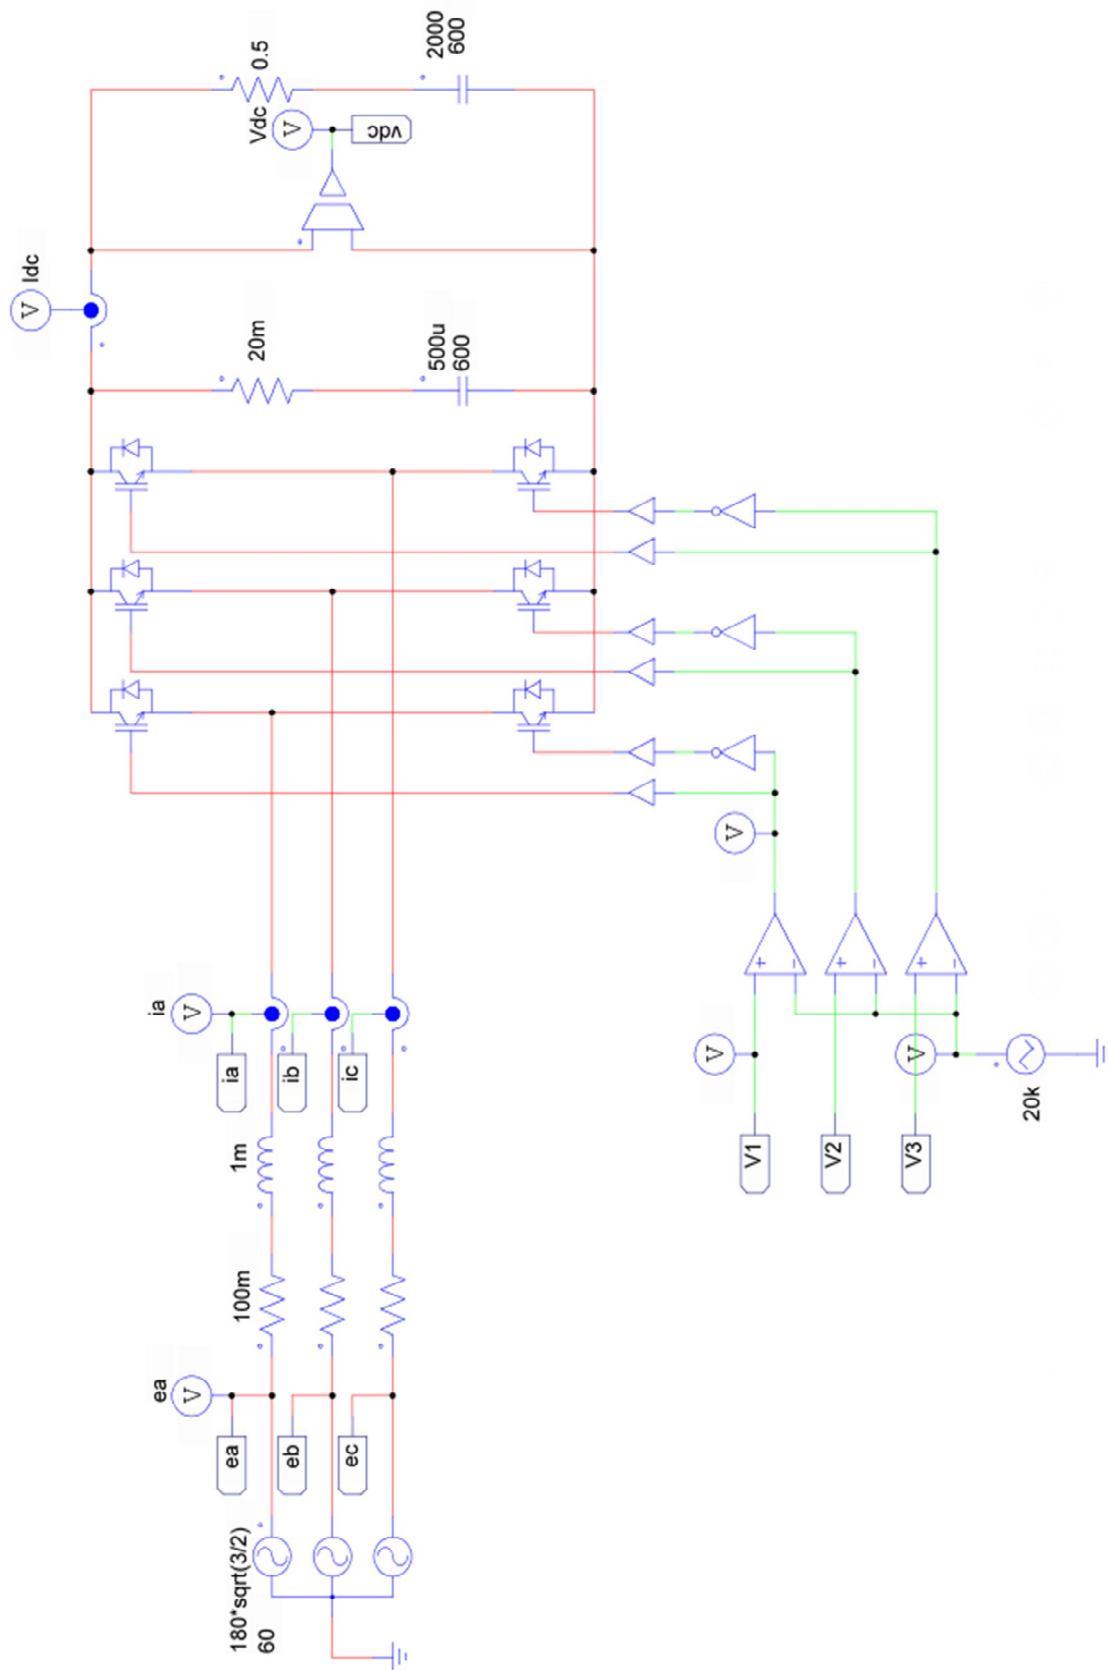 V Idc
ea
V
ia
V
180*sqrt(3/2)
60
ea
eb
ec
100m
1m
ia
ib
ic
20m
500u
600
Vdc
V
vdc
0.5
2000
600
V
V
V
V1
V2
V3
20k